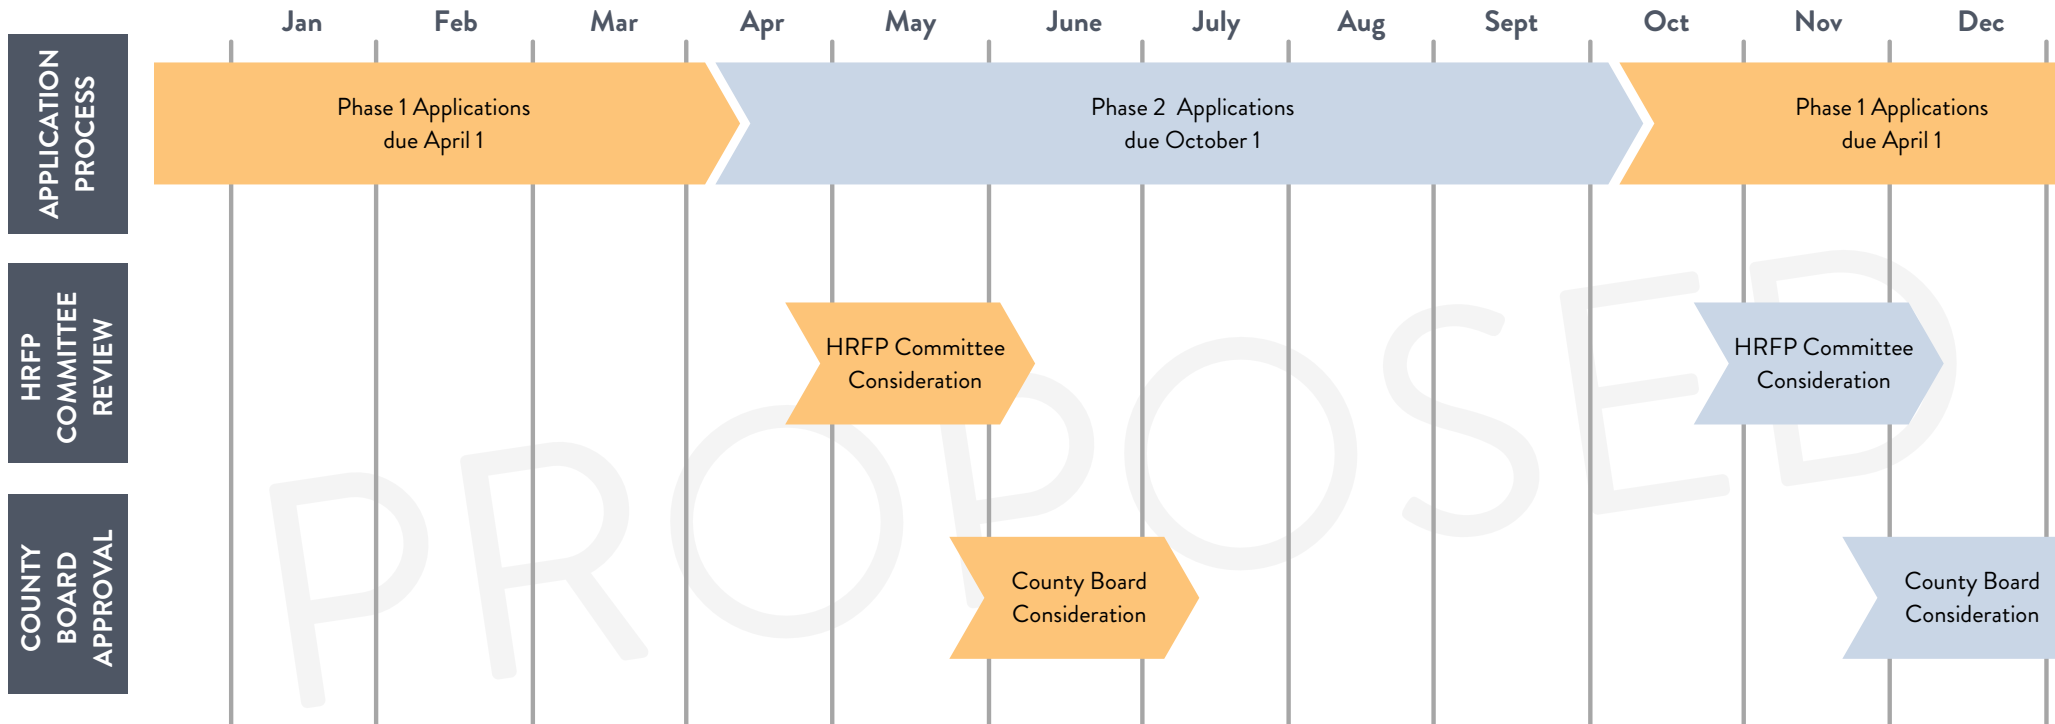 Jan Feb Mar Apr May June July Aug Sept Oct Nov Dec
APPLICATION
PROCESS
Phase 1 Applications
due April 1
Phase 2 Applications
due October 1
Phase 1 Applications
due April 1
HRFP
COMMITTEE
REVIEW
HRFP Committee
Consideration
HRFP Committee
Consideration
COUNTY
BOARD
APPROVAL
County Board
Consideration
County Board
Consideration
PROPOSED